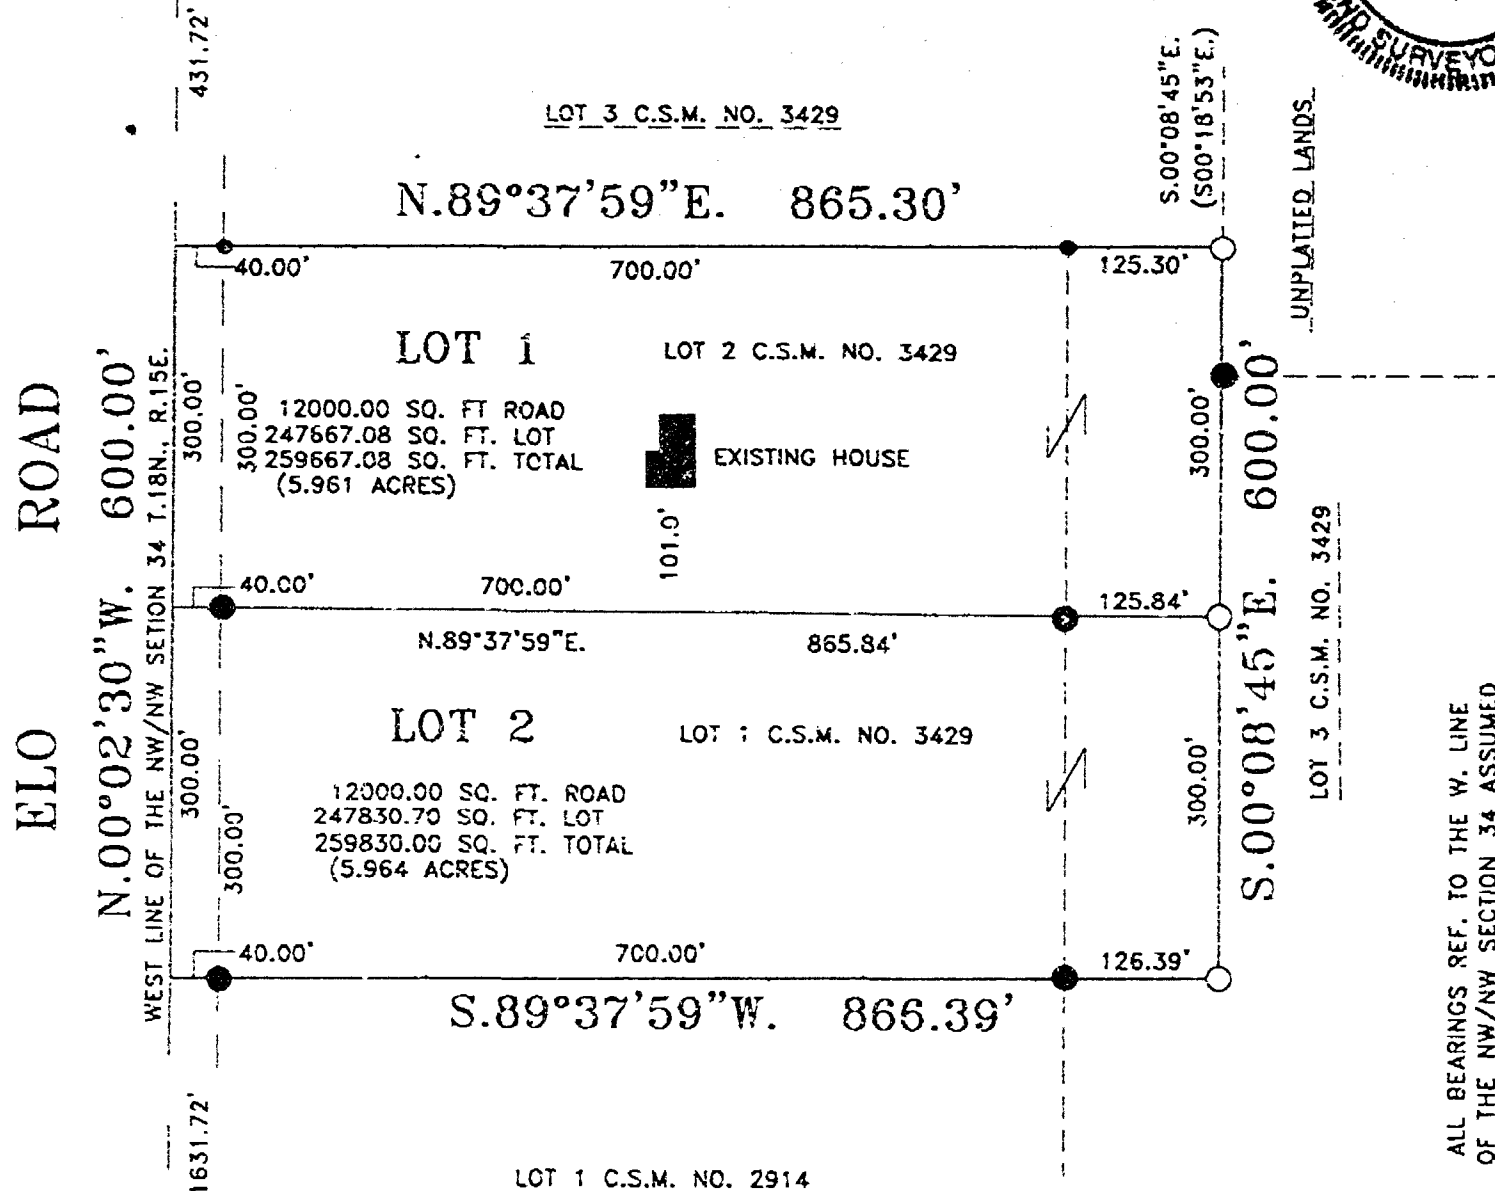 431.72'
LOT 3 C.S.M. NO. 3429
S.00°08'45"E.
(S00°18'53"E.)
UNPLATTED LANDS
N.89°37'59"E. 865.30'
40.00'
700.00'
125.30'
LOT 1
LOT 2 C.S.M. NO. 3429
12000.00 SQ. FT ROAD
247667.08 SQ. FT. LOT
259667.08 SQ. FT. TOTAL
(5.961 ACRES)
EXISTING HOUSE
300.00'
300.00'
300.00'
101.0'
ELO ROAD
N.00°02'30"W. 600.00'
WEST LINE OF THE NW/NW SETION 34 T.18N., R.15E.
S.00°08'45"E. 600.00'
LOT 3 C.S.M. NO. 3429
40.00'
700.00'
125.84'
N.89°37'59"E.
865.84'
LOT 2
LOT 1 C.S.M. NO. 3429
12000.00 SQ. FT. ROAD
247830.70 SQ. FT. LOT
259830.00 SQ. FT. TOTAL
(5.964 ACRES)
300.00'
300.00'
300.00'
40.00'
700.00'
126.39'
S.89°37'59"W. 866.39'
1631.72'
LOT 1 C.S.M. NO. 2914
ALL BEARINGS REF. TO THE W. LINE
OF THE NW/NW SECTION 34 ASSUMED